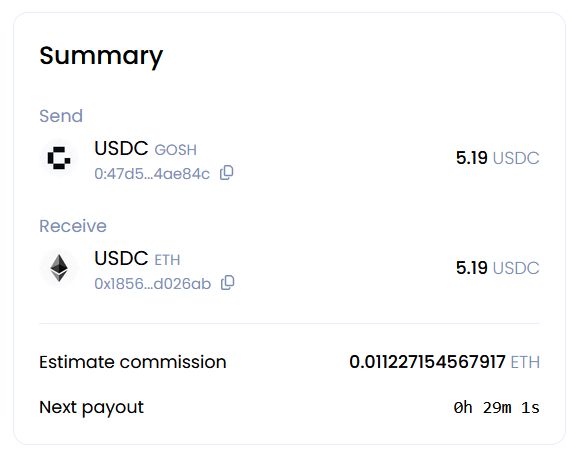 Summary
Send
USDC GOSH
0:47d5...4ae84c
5.19 USDC
Receive
USDC ETH
0x1856...d026ab
5.19 USDC
Estimate commission 0.011227154567917 ETH
Next payout 0h 29m 1s